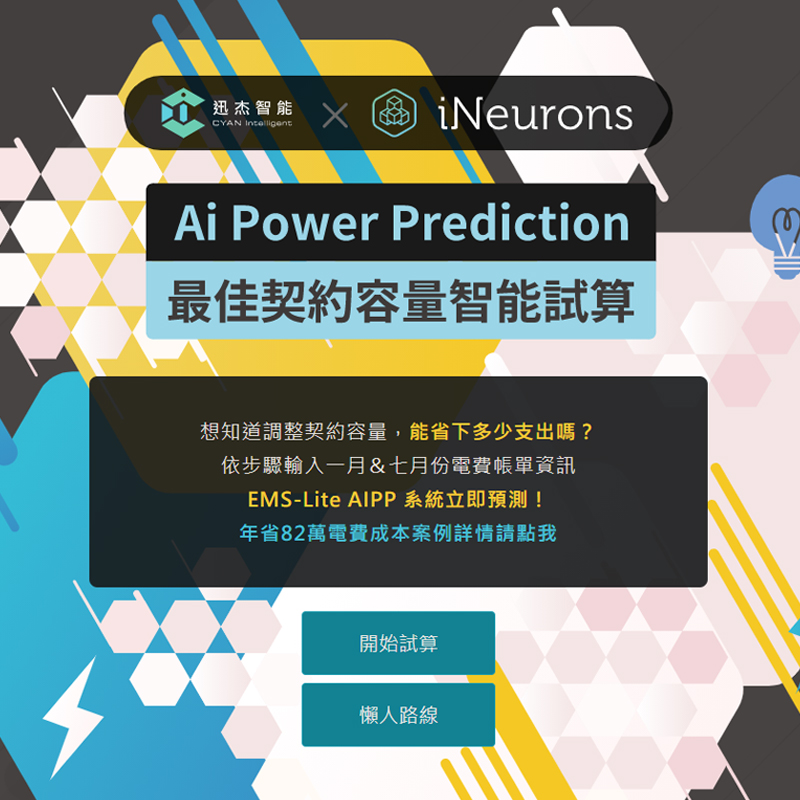 迅杰智能
CYAN Intelligent
iNeurons
Ai Power Prediction
最佳契約容量智能試算
想知道調整契約容量，能省下多少支出嗎？
依步驟輸入一月＆七月份電費帳單資訊
EMS-Lite AIPP 系統立即預測！
年省82萬電費成本案例詳情請點我
開始試算
懶人路線